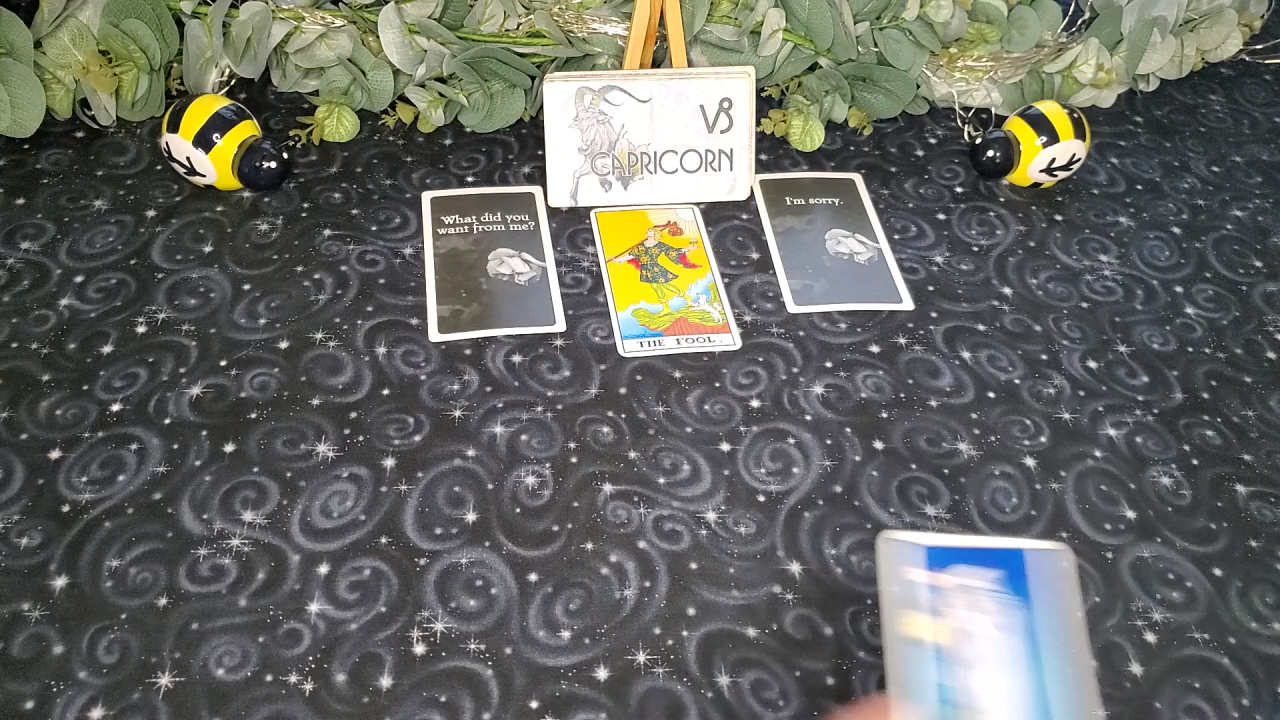 ♑
CAPRICORN
What did you
want from me?
THE FOOL.
I'm sorry.